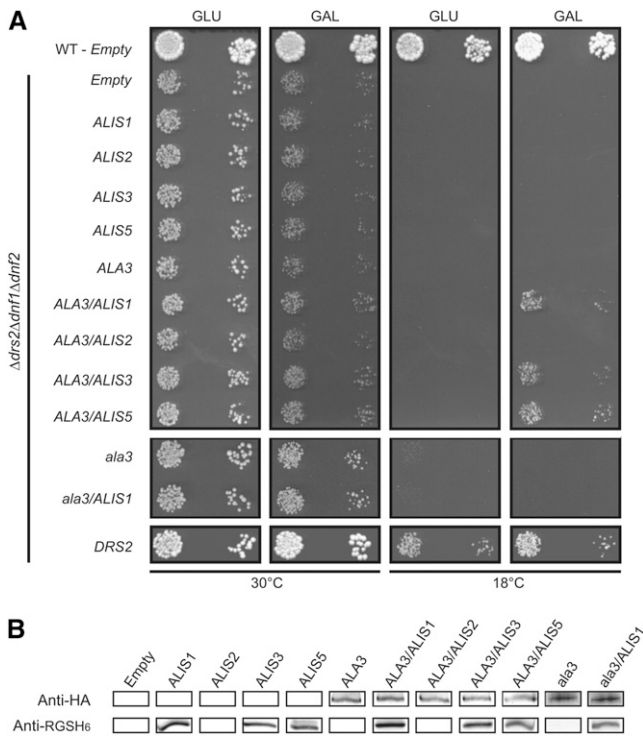 A
GLU GAL GLU GAL
WT - Empty
Empty
ALIS1
ALIS2
ALIS3
ALIS5
ALA3
ALA3/ALIS1
ALA3/ALIS2
ALA3/ALIS3
ALA3/ALIS5
ala3
ala3/ALIS1
DRS2
Δdrs2Δdnf1Δdnf2
30°C 18°C
B
Empty ALIS1 ALIS2 ALIS3 ALIS5 ALA3 ALA3/ALIS1 ALA3/ALIS2 ALA3/ALIS3 ALA3/ALIS5 ala3 ala3/ALIS1
Anti-HA
Anti-RGSH6